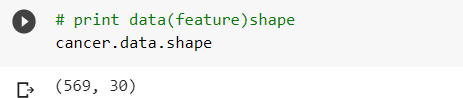 # print data(feature)shape
cancer.data.shape
(569, 30)